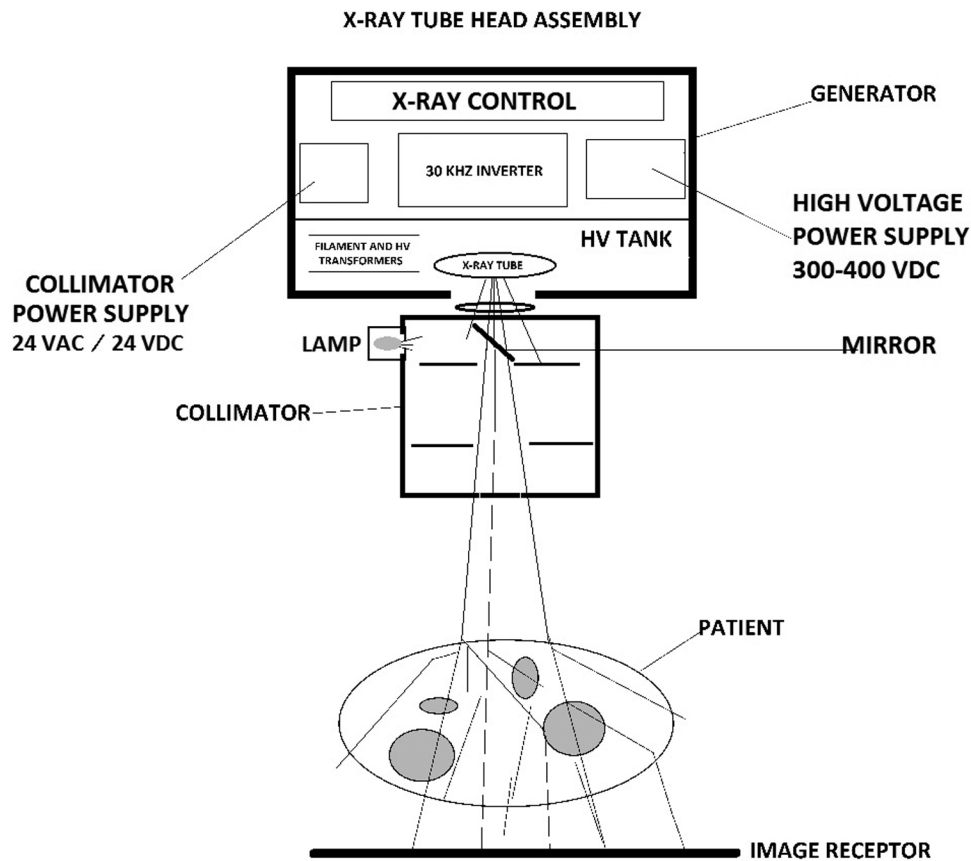 X-RAY TUBE HEAD ASSEMBLY
X-RAY CONTROL
GENERATOR
30 KHZ INVERTER
HIGH VOLTAGE
POWER SUPPLY
300-400 VDC
FILAMENT AND HV
TRANSFORMERS
HV TANK
X-RAY TUBE
COLLIMATOR
POWER SUPPLY
24 VAC / 24 VDC
LAMP
MIRROR
COLLIMATOR
PATIENT
IMAGE RECEPTOR